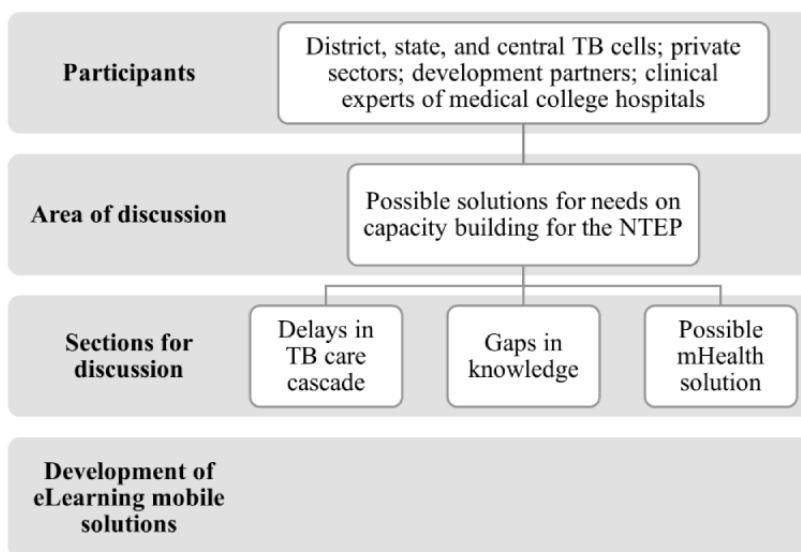 Participants
District, state, and central TB cells; private
sectors; development partners; clinical
experts of medical college hospitals
Area of discussion
Possible solutions for needs on
capacity building for the NTEP
Sections for
discussion
Delays in
TB care
cascade
Gaps in
knowledge
Possible
mHealth
solution
Development of
eLearning mobile
solutions